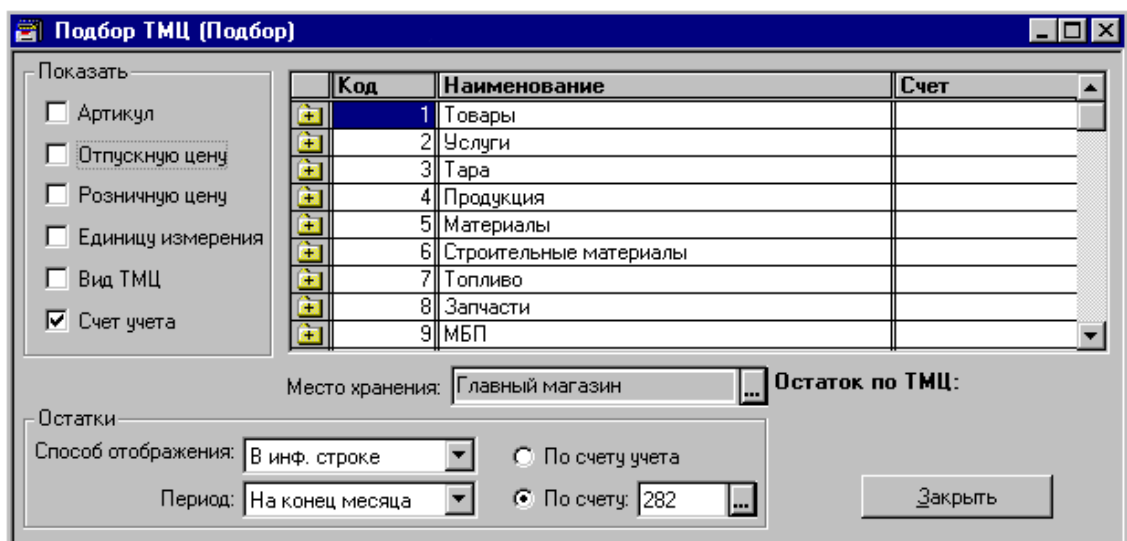 Подбор ТМЦ (Подбор)
Показать
Артикул
Отпускную цену
Розничную цену
Единицу измерения
Вид ТМЦ
Счет учета
Код Наименование Счет
1 Товары
2 Услуги
3 Тара
4 Продукция
5 Материалы
6 Строительные материалы
7 Топливо
8 Запчасти
9 МБП
Место хранения: Главный магазин ... Остаток по ТМЦ:
Остатки
Способ отображения: В инф. строке По счету учета
Период: На конец месяца По счету: 282 ...
Закрыть